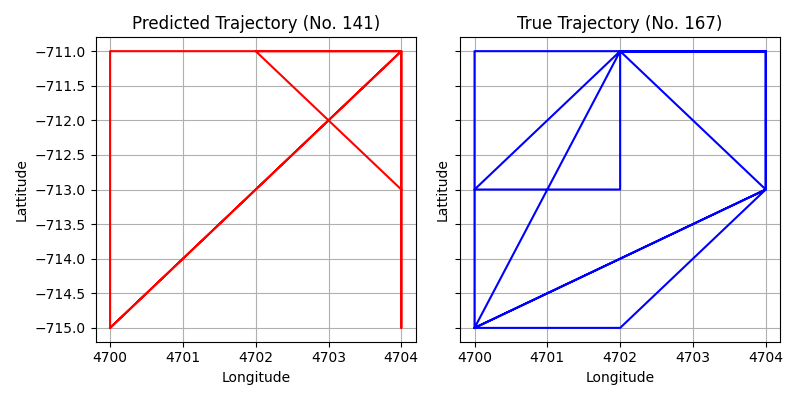 Predicted Trajectory (No. 141)
True Trajectory (No. 167)
Lattitude
−711.0
−711.5
−712.0
−712.5
−713.0
−713.5
−714.0
−714.5
−715.0
4700 4701 4702 4703 4704
Longitude
Lattitude
4700 4701 4702 4703 4704
Longitude